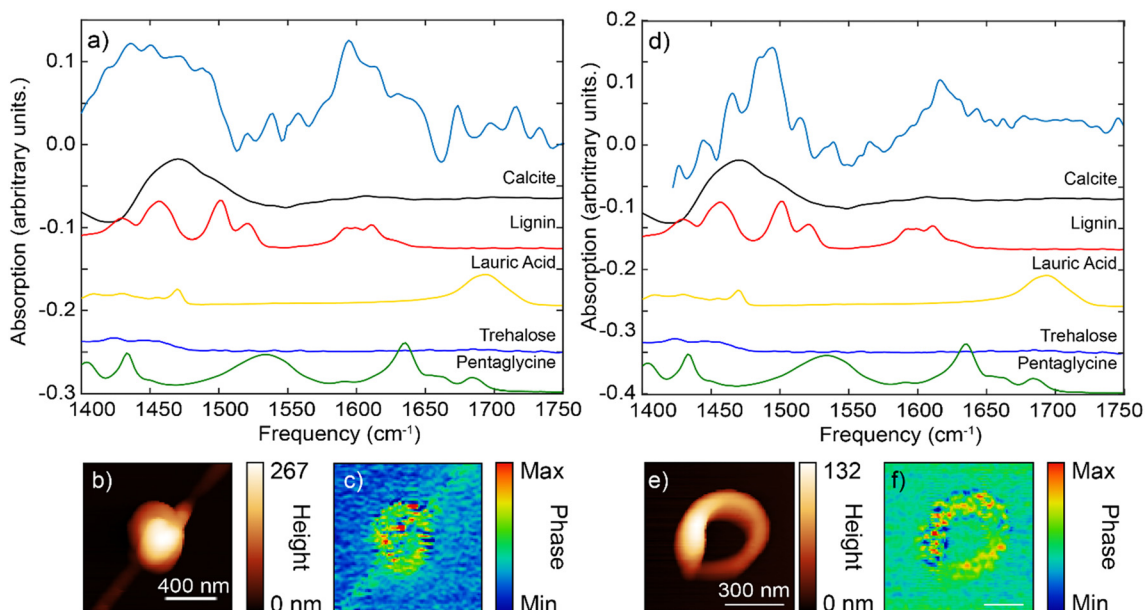 a)
Absorption (arbritrary units.)
0.1
0.0
-0.1
-0.2
-0.3
Calcite
Lignin
Lauric Acid
Trehalose
Pentaglycine
1400 1450 1500 1550 1600 1650 1700 1750
Frequency (cm⁻¹)
d)
Absorption (arbritrary units.)
0.2
0.1
0.0
-0.1
-0.2
-0.3
-0.4
Calcite
Lignin
Lauric Acid
Trehalose
Pentaglycine
1400 1450 1500 1550 1600 1650 1700 1750
Frequency (cm⁻¹)
b)
400 nm
267
Height
0 nm
c)
Max
Phase
Min
e)
300 nm
132
Height
0 nm
f)
Max
Phase
Min